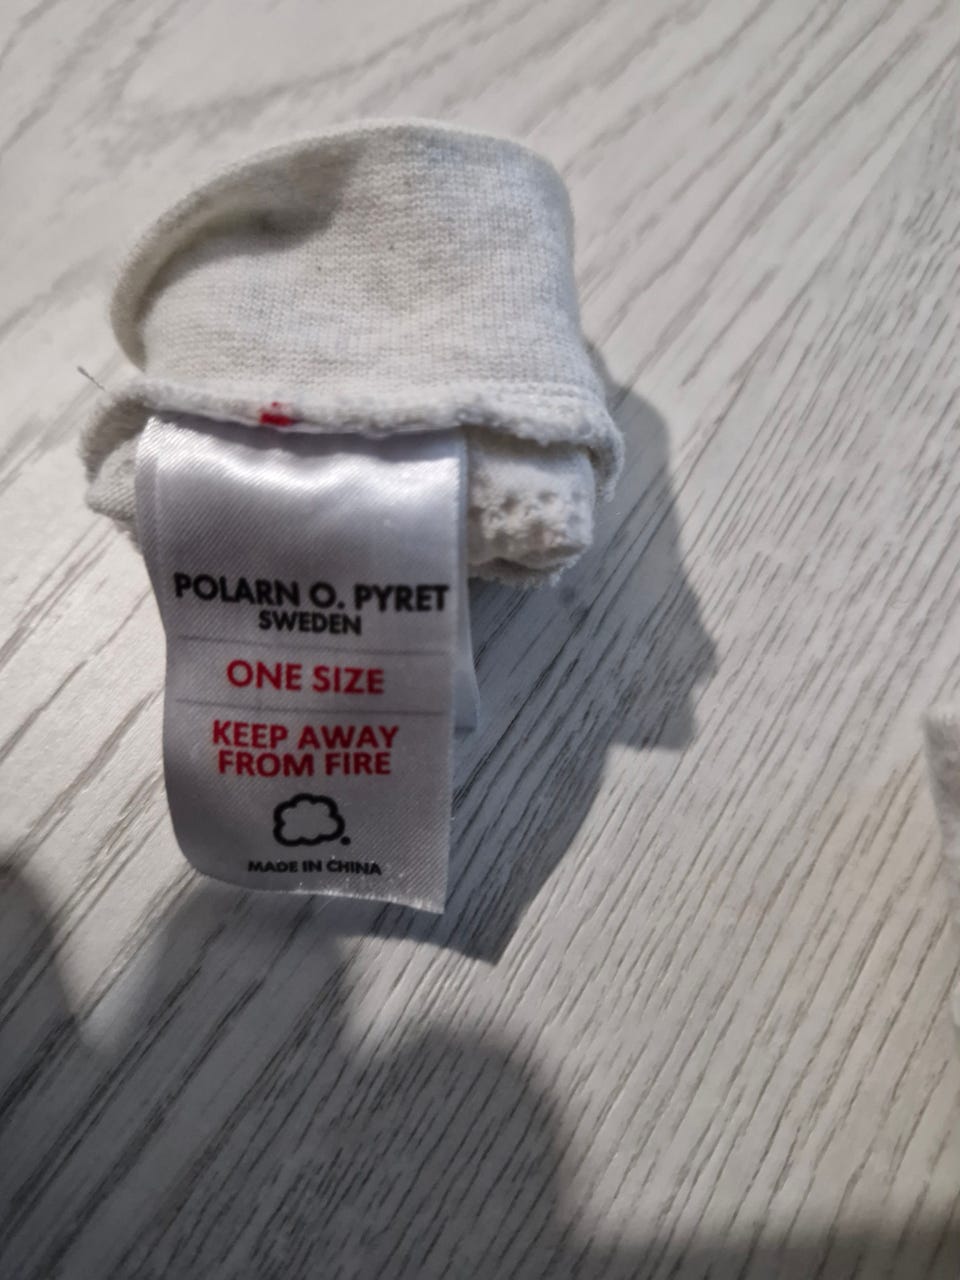 POLARN O. PYRET
SWEDEN
ONE SIZE
KEEP AWAY
FROM FIRE
MADE IN CHINA